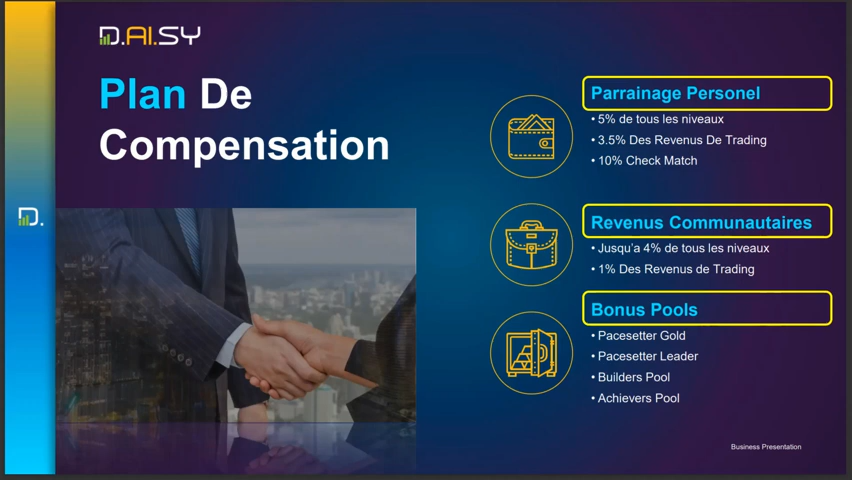 D.AI.SY
Plan De
Compensation
D.
Parrainage Personel
• 5% de tous les niveaux
• 3.5% Des Revenus De Trading
• 10% Check Match
Revenus Communautaires
• Jusqu'a 4% de tous les niveaux
• 1% Des Revenus de Trading
Bonus Pools
• Pacesetter Gold
• Pacesetter Leader
• Builders Pool
• Achievers Pool
Business Presentation